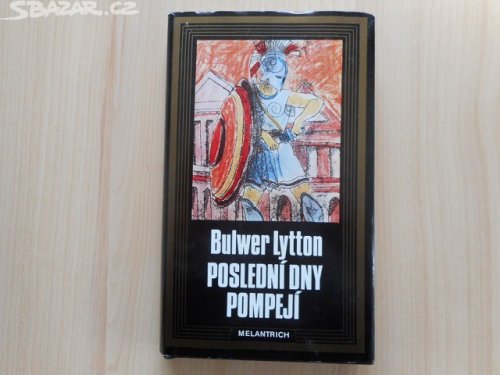 SBAZAR.CZ
Bulwer Lytton
POSLEDNÍ DNY
POMPEJÍ
MELANTRICH